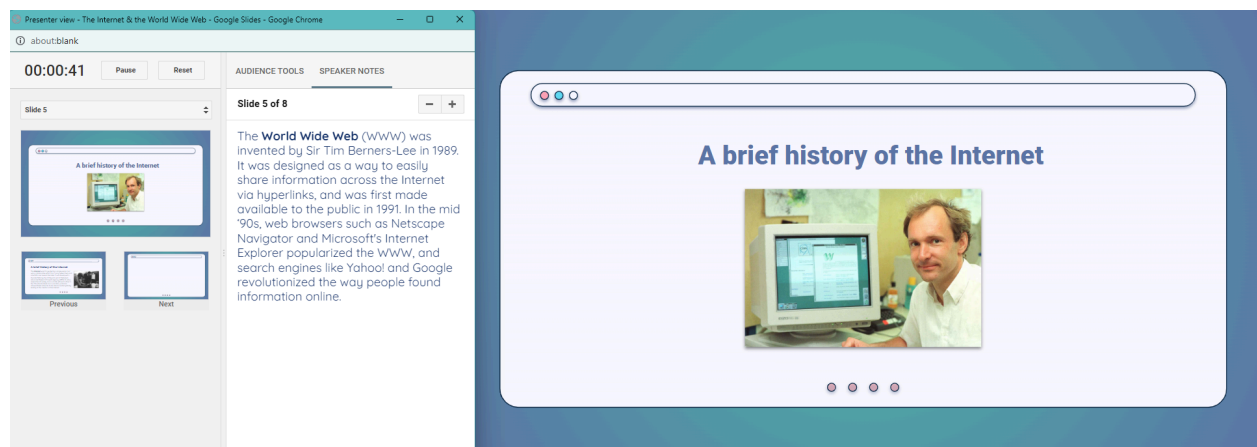 Presenter view - The Internet & the World Wide Web - Google Slides - Google Chrome
about:blank
00:00:41
Pause
Reset
AUDIENCE TOOLS
SPEAKER NOTES
Slide 5
Slide 5 of 8
− +
A brief history of the Internet
Previous
Next
The World Wide Web (WWW) was
invented by Sir Tim Berners-Lee in 1989.
It was designed as a way to easily
share information across the Internet
via hyperlinks, and was first made
available to the public in 1991. In the mid
'90s, web browsers such as Netscape
Navigator and Microsoft's Internet
Explorer popularized the WWW, and
search engines like Yahoo! and Google
revolutionized the way people found
information online.
A brief history of the Internet